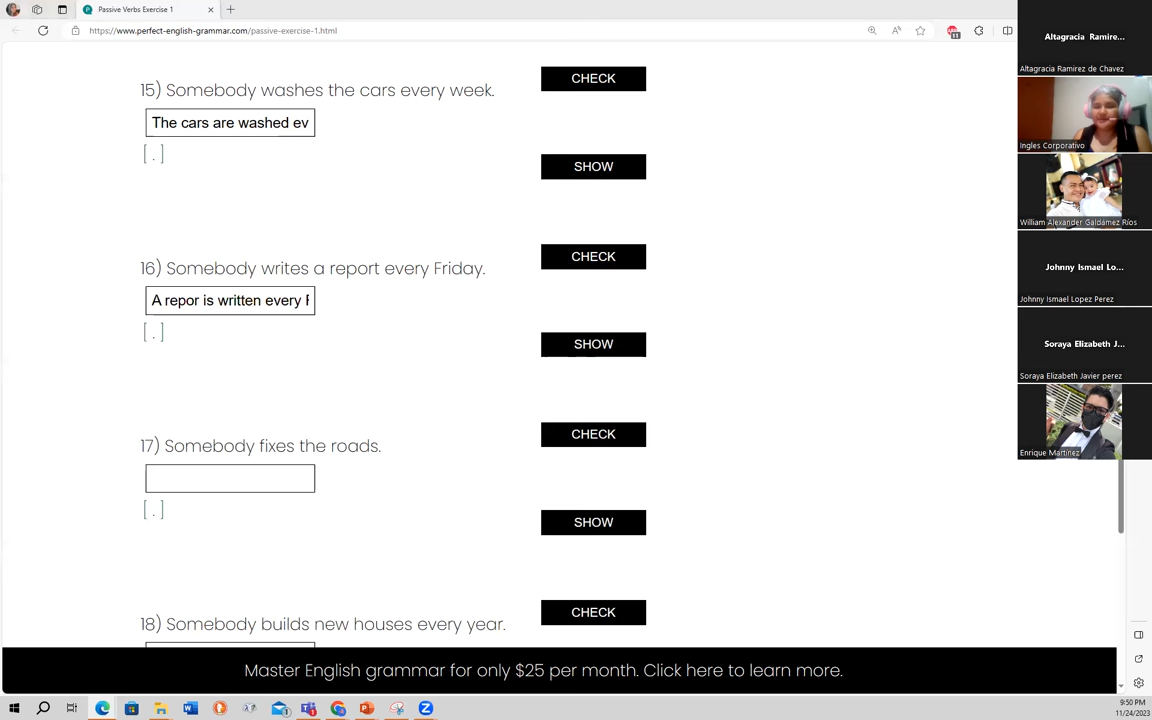 Passive Verbs Exercise 1
https://www.perfect-english-grammar.com/passive-exercise-1.html
11
15) Somebody washes the cars every week.
CHECK
The cars are washed ev
[ . ]
SHOW
16) Somebody writes a report every Friday.
CHECK
A repor is written every F
[ . ]
SHOW
17) Somebody fixes the roads.
CHECK
[ . ]
SHOW
18) Somebody builds new houses every year.
CHECK
Master English grammar for only $25 per month. Click here to learn more.
Altagracia Ramire...
Altagracia Ramirez de Chavez
Ingles Corporativo
William Alexander Galdámez Ríos
Johnny Ismael Lo...
Johnny Ismael Lopez Perez
Soraya Elizabeth J...
Soraya Elizabeth Javier perez
Enrique Martinez
9:50 PM
11/24/2023